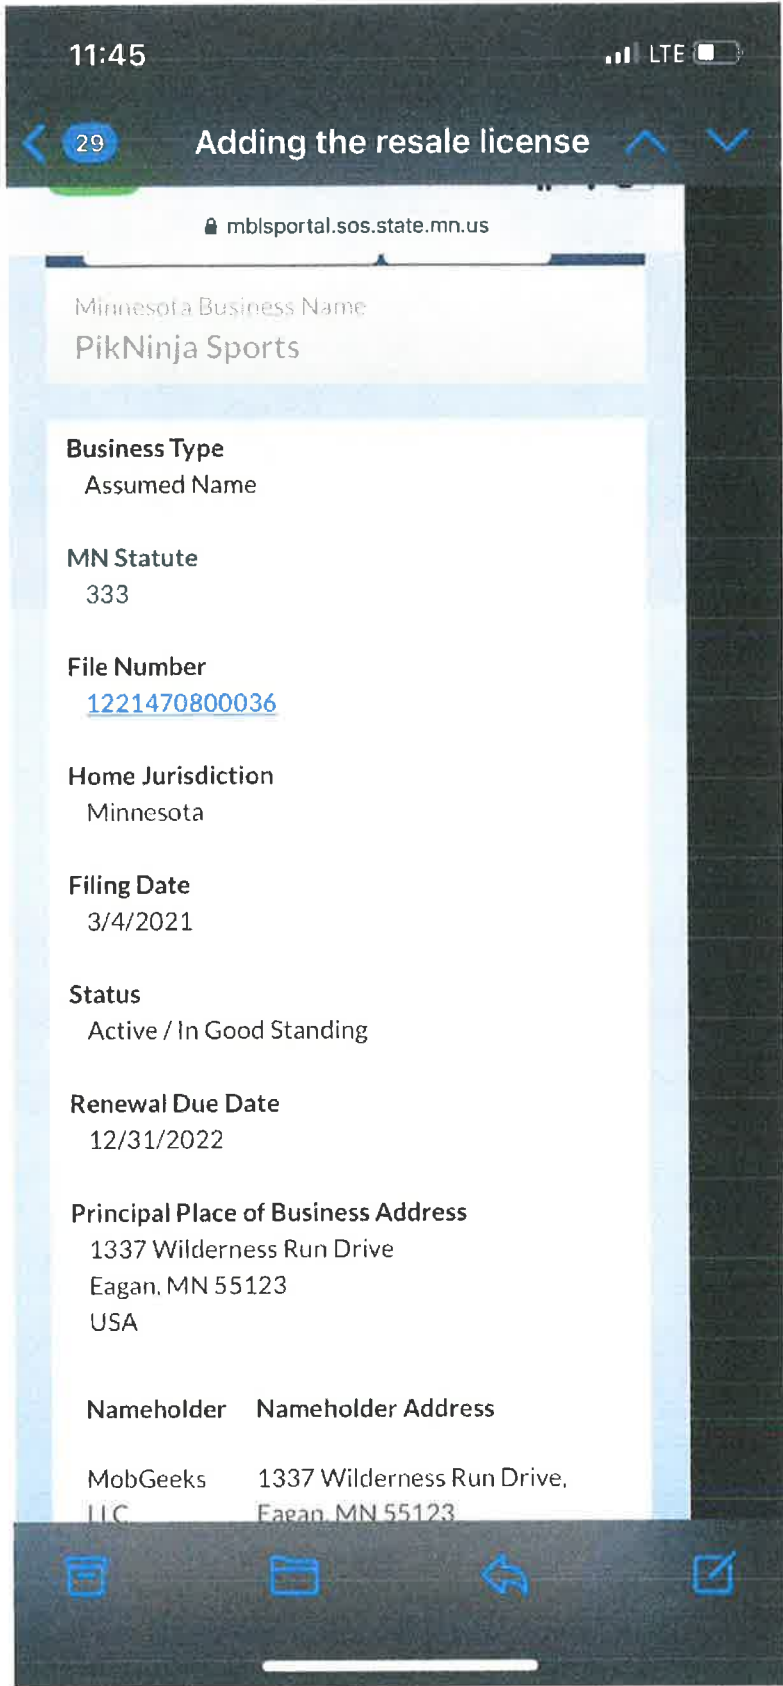 11:45
LTE
29
Adding the resale license
mblsportal.sos.state.mn.us
Minnesota Business Name
PikNinja Sports
Business Type
Assumed Name
MN Statute
333
File Number
1221470800036
Home Jurisdiction
Minnesota
Filing Date
3/4/2021
Status
Active / In Good Standing
Renewal Due Date
12/31/2022
Principal Place of Business Address
1337 Wilderness Run Drive
Eagan, MN 55123
USA
Nameholder Nameholder Address
MobGeeks 1337 Wilderness Run Drive,
LLC Eagan, MN 55123